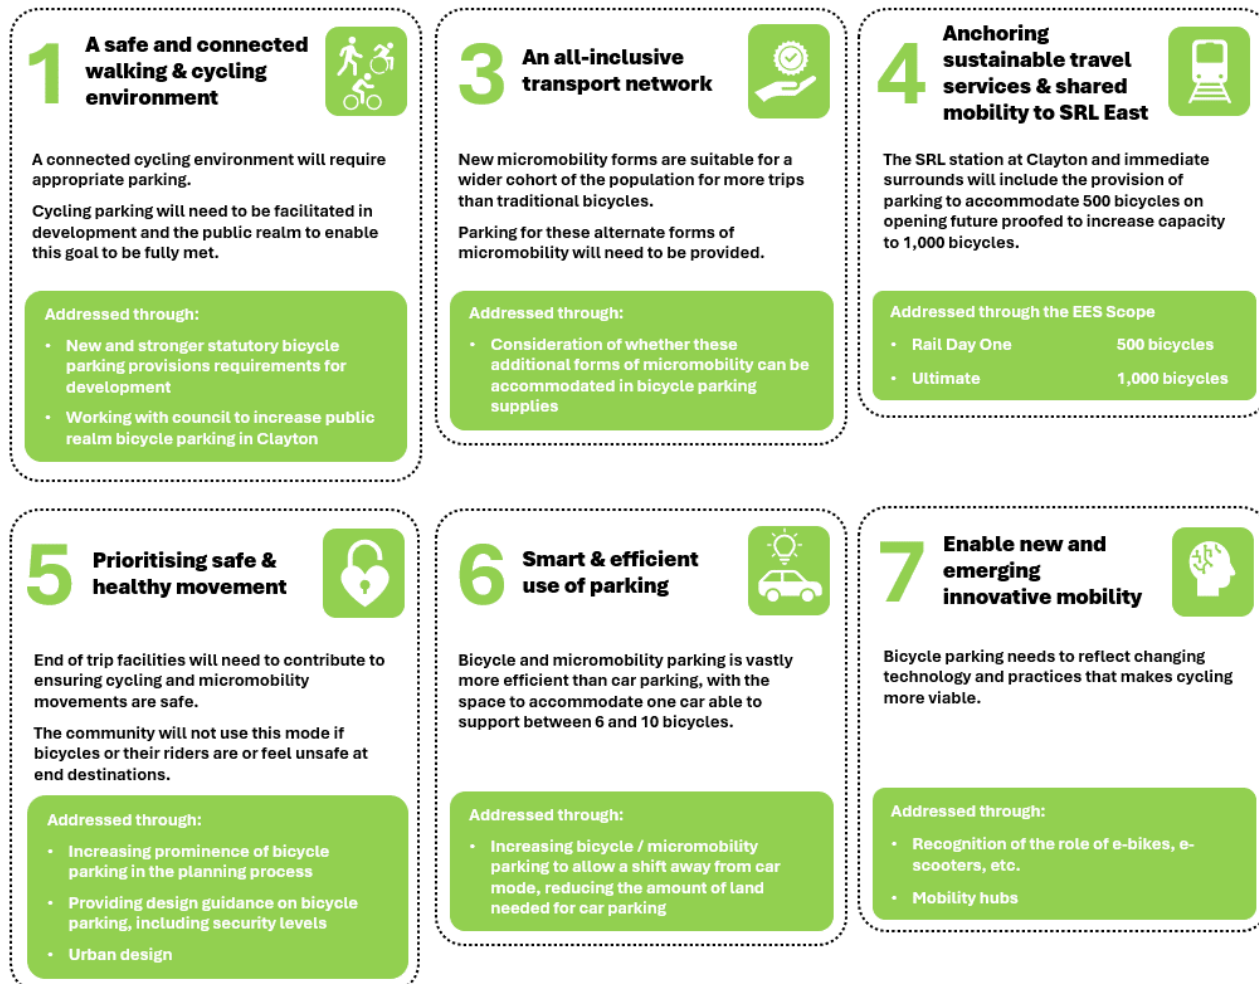 1
A safe and connected
walking & cycling
environment
A connected cycling environment will require
appropriate parking.
Cycling parking will need to be facilitated in
development and the public realm to enable
this goal to be fully met.
Addressed through:
• New and stronger statutory bicycle
parking provisions requirements for
development
• Working with council to increase public
realm bicycle parking in Clayton
3
An all-inclusive
transport network
New micromobility forms are suitable for a
wider cohort of the population for more trips
than traditional bicycles.
Parking for these alternate forms of
micromobility will need to be provided.
Addressed through:
• Consideration of whether these
additional forms of micromobility can be
accommodated in bicycle parking
supplies
4
Anchoring
sustainable travel
services & shared
mobility to SRL East
The SRL station at Clayton and immediate
surrounds will include the provision of
parking to accommodate 500 bicycles on
opening future proofed to increase capacity
to 1,000 bicycles.
Addressed through the EES Scope
• Rail Day One 500 bicycles
• Ultimate 1,000 bicycles
5
Prioritising safe &
healthy movement
End of trip facilities will need to contribute to
ensuring cycling and micromobility
movements are safe.
The community will not use this mode if
bicycles or their riders are or feel unsafe at
end destinations.
Addressed through:
• Increasing prominence of bicycle
parking in the planning process
• Providing design guidance on bicycle
parking, including security levels
• Urban design
6
Smart & efficient
use of parking
Bicycle and micromobility parking is vastly
more efficient than car parking, with the
space to accommodate one car able to
support between 6 and 10 bicycles.
Addressed through:
• Increasing bicycle / micromobility
parking to allow a shift away from car
mode, reducing the amount of land
needed for car parking
7
Enable new and
emerging
innovative mobility
Bicycle parking needs to reflect changing
technology and practices that makes cycling
more viable.
Addressed through:
• Recognition of the role of e-bikes, e-
scooters, etc.
• Mobility hubs